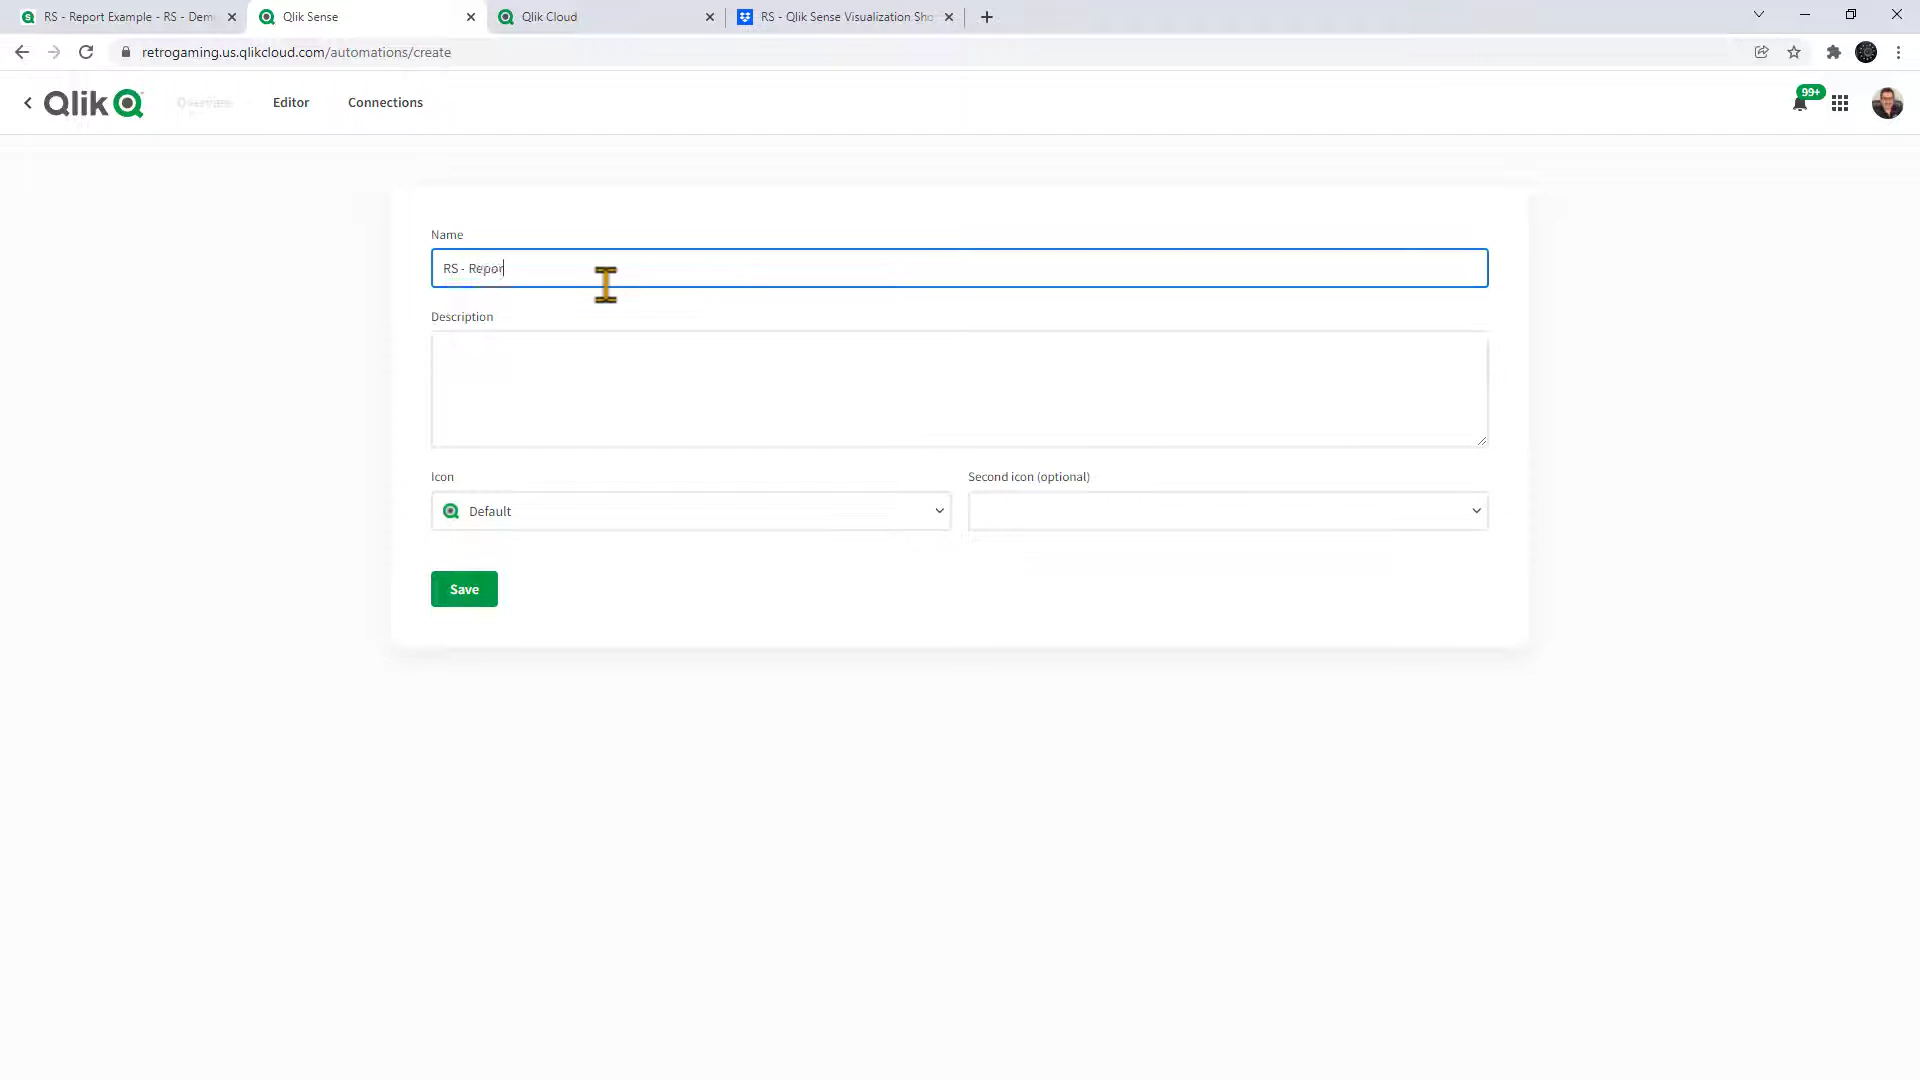 RS - Report Example - RS - Dem
Qlik Sense
Qlik Cloud
RS - Qlik Sense Visualization Sho
retrogaming.us.qlikcloud.com/automations/create
Qlik
Overview
Editor
Connections
99+
Name
RS - Repor
Description
Icon
Second icon (optional)
Default
Save